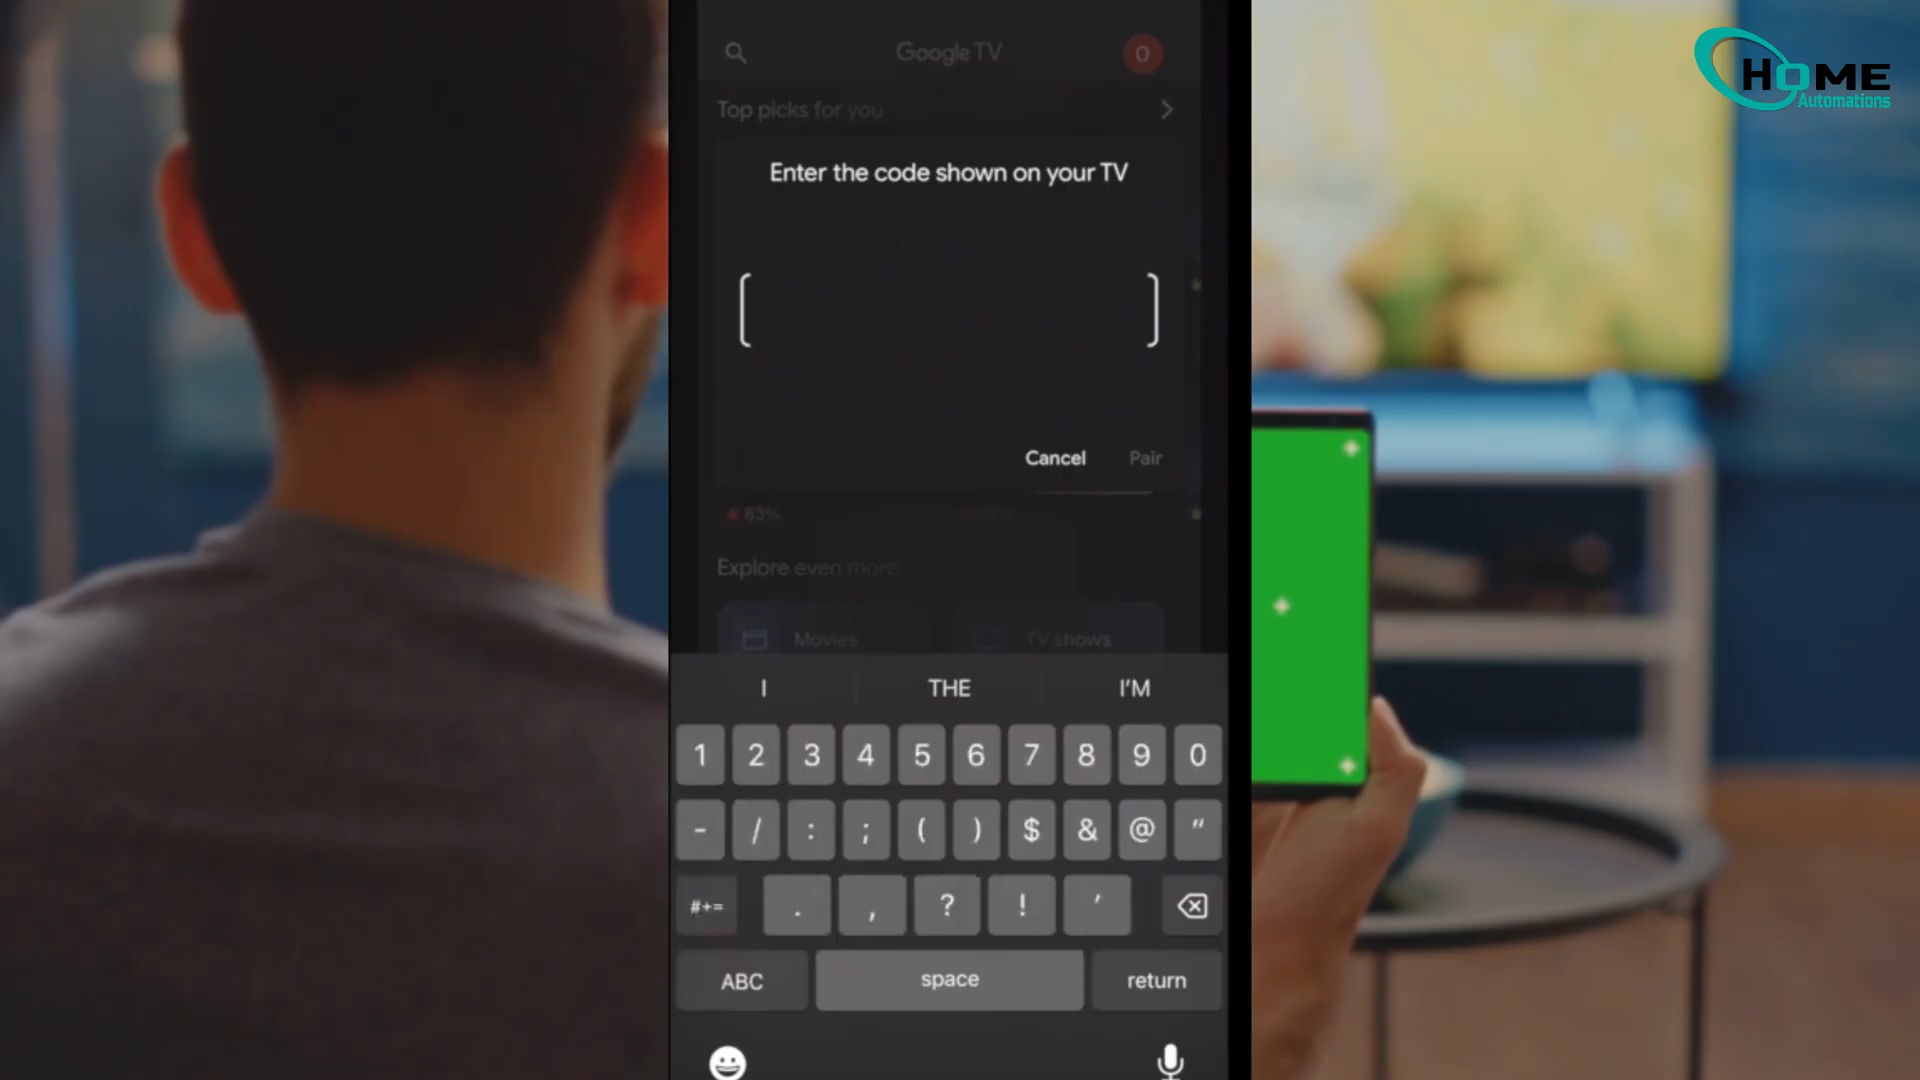 Google TV
O
HOME
Automations
Top picks for you
Enter the code shown on your TV
Cancel
Pair
83%
Explore even more
Movies
TV shows
I
THE
I'M
1 2 3 4 5 6 7 8 9 0
- / : ; ( ) $ & @ “
#+= . , ? ! ’
ABC
space
return